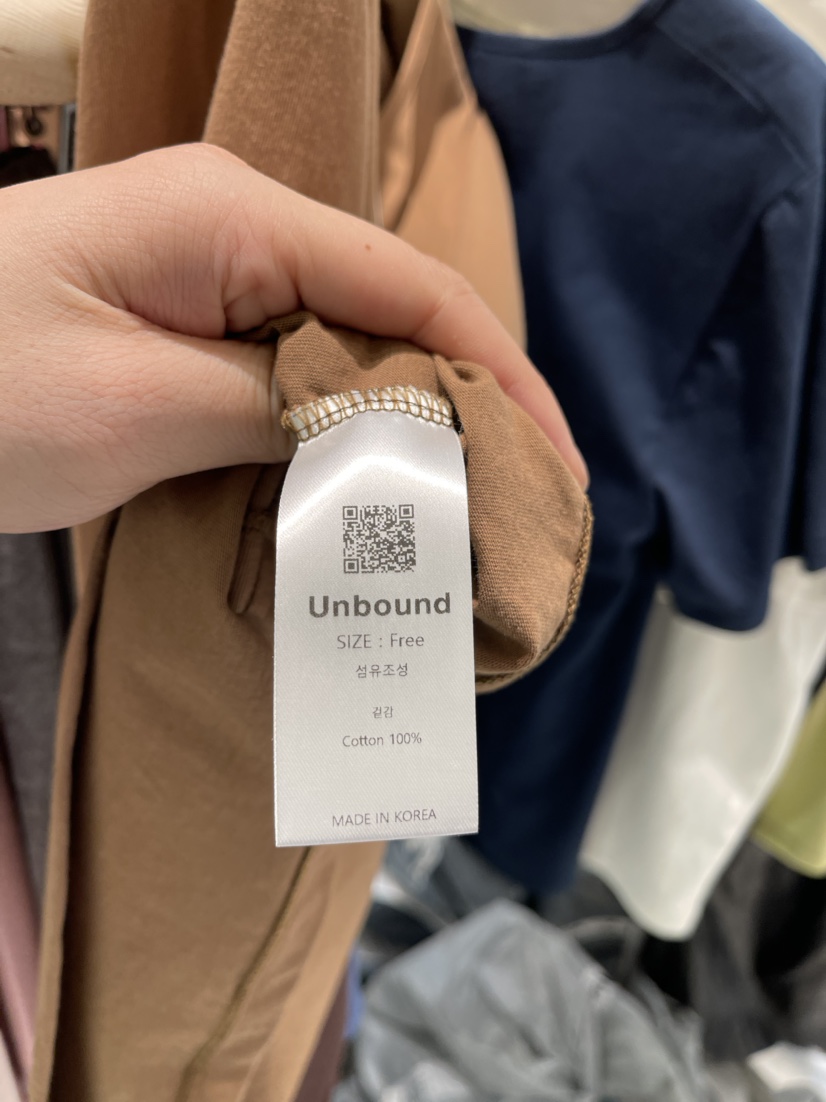 Unbound
SIZE : Free
섬유조성
겉감
Cotton 100%
MADE IN KOREA